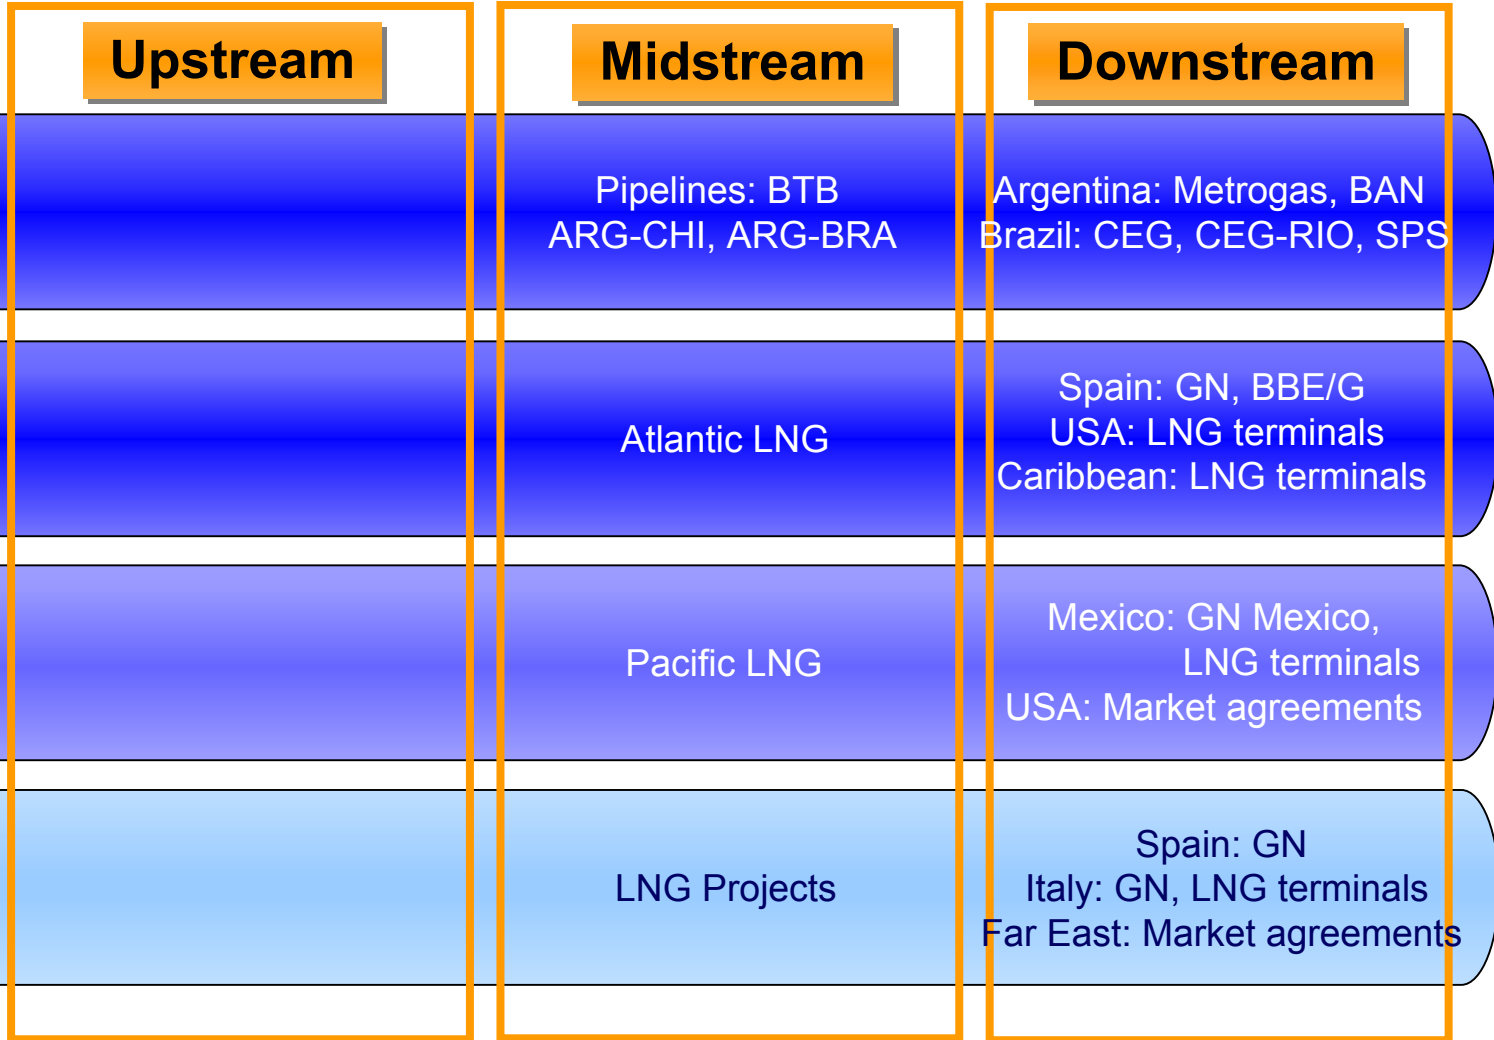 Upstream
Midstream
Downstream
Pipelines: BTB
ARG-CHI, ARG-BRA
Argentina: Metrogas, BAN
Brazil: CEG, CEG-RIO, SPS
Atlantic LNG
Spain: GN, BBE/G
USA: LNG terminals
Caribbean: LNG terminals
Pacific LNG
Mexico: GN Mexico,
LNG terminals
USA: Market agreements
LNG Projects
Spain: GN
Italy: GN, LNG terminals
Far East: Market agreements